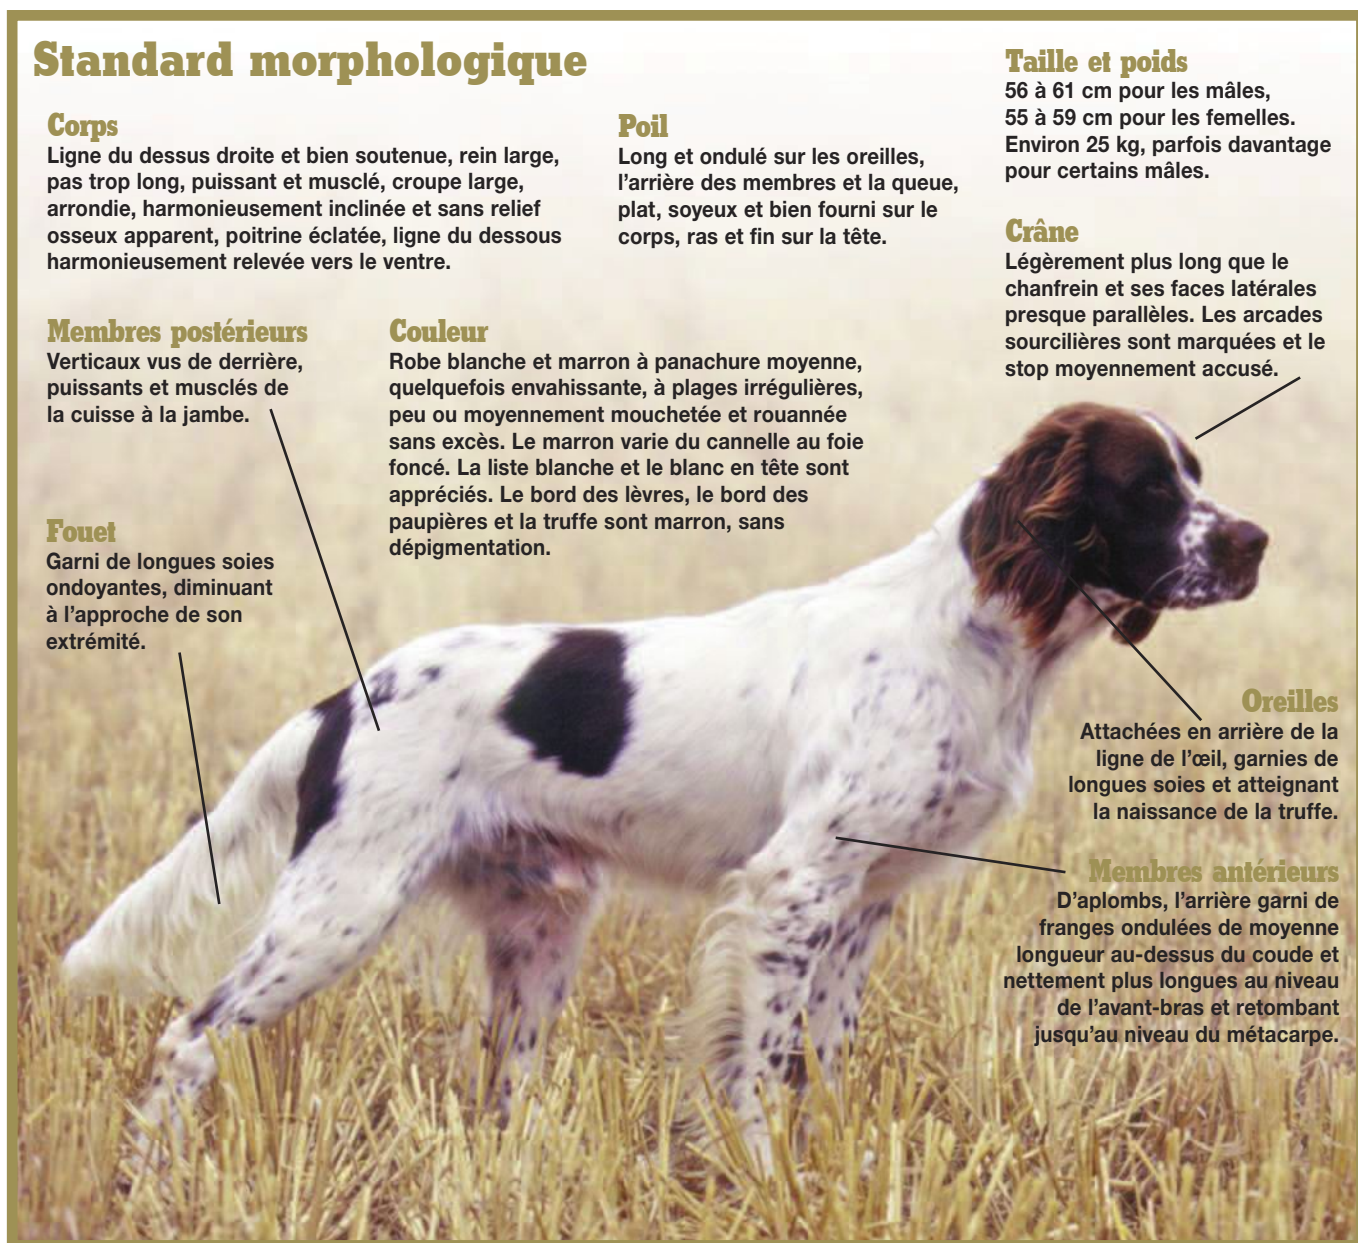 Standard morphologique
Corps
Ligne du dessus droite et bien soutenue, rein large,
pas trop long, puissant et musclé, croupe large,
arrondie, harmonieusement inclinée et sans relief
osseux apparent, poitrine éclatée, ligne du dessous
harmonieusement relevée vers le ventre.
Poil
Long et ondulé sur les oreilles,
l'arrière des membres et la queue,
plat, soyeux et bien fourni sur le
corps, ras et fin sur la tête.
Taille et poids
56 à 61 cm pour les mâles,
55 à 59 cm pour les femelles.
Environ 25 kg, parfois davantage
pour certains mâles.
Crâne
Légèrement plus long que le
chanfrein et ses faces latérales
presque parallèles. Les arcades
sourcilières sont marquées et le
stop moyennement accusé.
Membres postérieurs
Verticaux vus de derrière,
puissants et musclés de
la cuisse à la jambe.
Couleur
Robe blanche et marron à panachure moyenne,
quelquefois envahissante, à plages irrégulières,
peu ou moyennement mouchetée et rouannée
sans excès. Le marron varie du cannelle au foie
foncé. La liste blanche et le blanc en tête sont
appréciés. Le bord des lèvres, le bord des
paupières et la truffe sont marron, sans
dépigmentation.
Fouet
Garni de longues soies
ondoyantes, diminuant
à l'approche de son
extrémité.
Oreilles
Attachées en arrière de la
ligne de l'œil, garnies de
longues soies et atteignant
la naissance de la truffe.
Membres antérieurs
D'aplombs, l'arrière garni de
franges ondulées de moyenne
longueur au-dessus du coude et
nettement plus longues au niveau
de l'avant-bras et retombant
jusqu'au niveau du métacarpe.